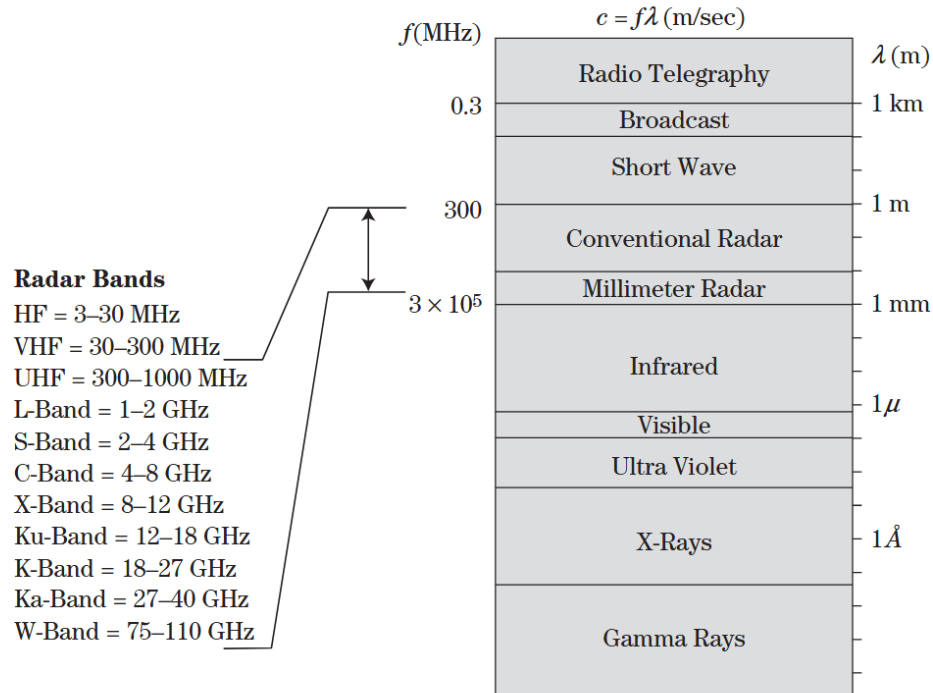 c = fλ (m/sec)
f(MHz)
λ (m)
Radio Telegraphy
0.3
1 km
Broadcast
Short Wave
300
1 m
Conventional Radar
Millimeter Radar
3 × 10⁵
1 mm
Infrared
1μ
Visible
Ultra Violet
X-Rays
1Å
Gamma Rays
Radar Bands
HF = 3–30 MHz
VHF = 30–300 MHz
UHF = 300–1000 MHz
L-Band = 1–2 GHz
S-Band = 2–4 GHz
C-Band = 4–8 GHz
X-Band = 8–12 GHz
Ku-Band = 12–18 GHz
K-Band = 18–27 GHz
Ka-Band = 27–40 GHz
W-Band = 75–110 GHz